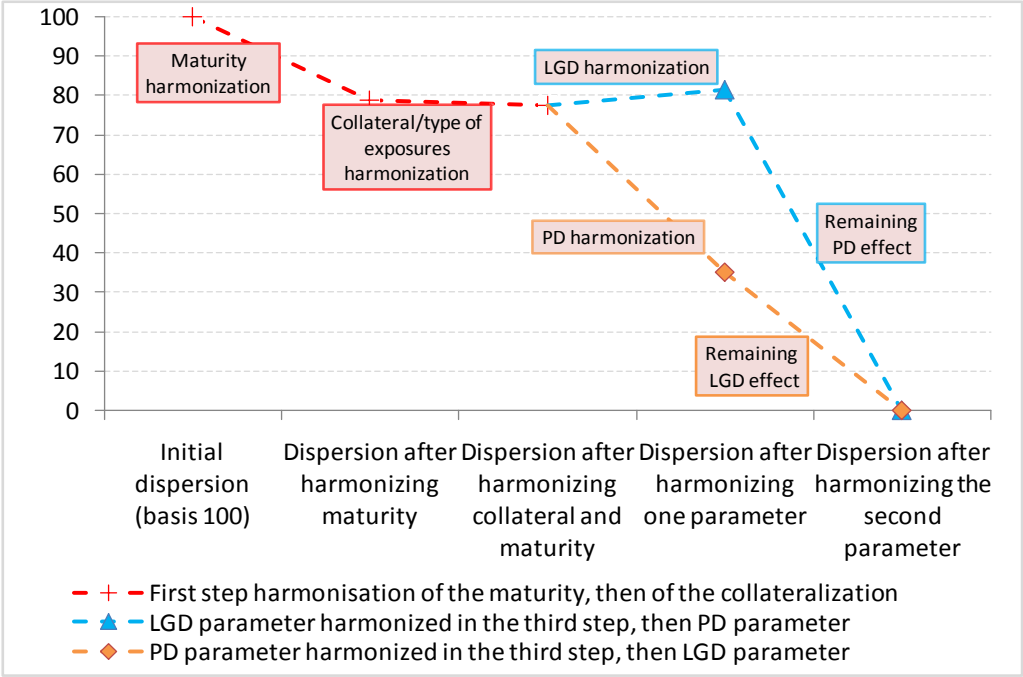 100
90
80
70
60
50
40
30
20
10
0
Maturity
harmonization
Collateral/type of
exposures
harmonization
LGD harmonization
PD harmonization
Remaining
PD effect
Remaining
LGD effect
Initial
dispersion
(basis 100)
Dispersion after
harmonizing
maturity
Dispersion after
harmonizing
collateral and
maturity
Dispersion after
harmonizing
one parameter
Dispersion after
harmonizing the
second
parameter
First step harmonisation of the maturity, then of the collateralization
LGD parameter harmonized in the third step, then PD parameter
PD parameter harmonized in the third step, then LGD parameter